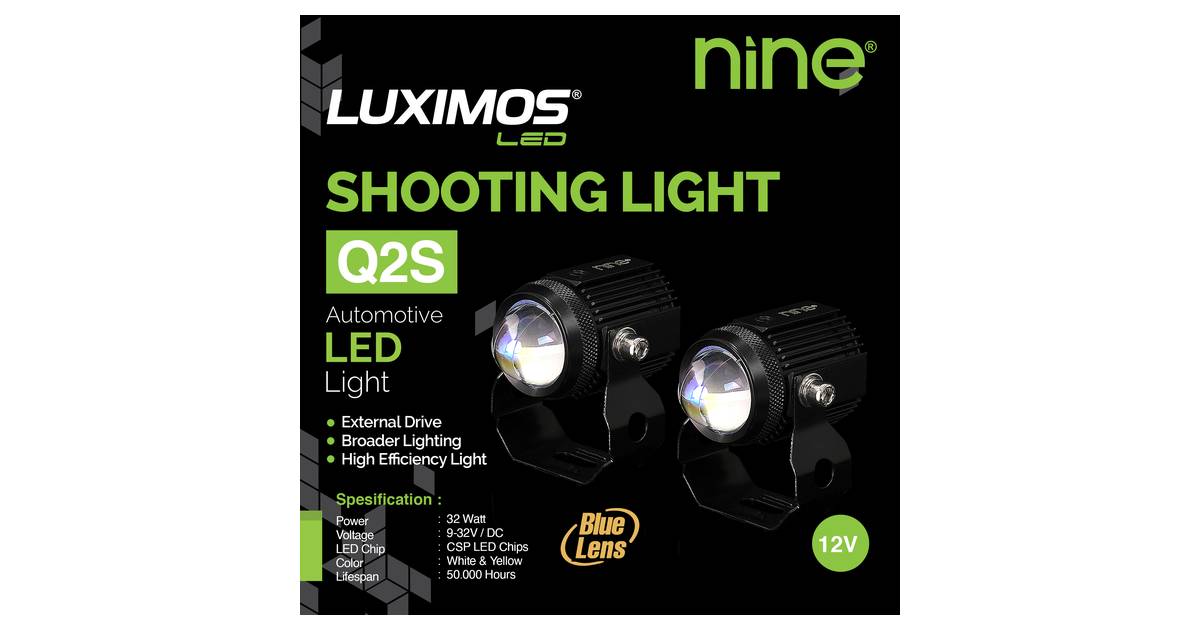 nine®
LUXIMOS®
LED
SHOOTING LIGHT
Q2S
Automotive
LED
Light
External Drive
Broader Lighting
High Efficiency Light
Spesification :
Power : 32 Watt
Voltage : 9-32V / DC
LED Chip : CSP LED Chips
Color : White & Yellow
Lifespan : 50.000 Hours
Blue
Lens
12V
nine
nine